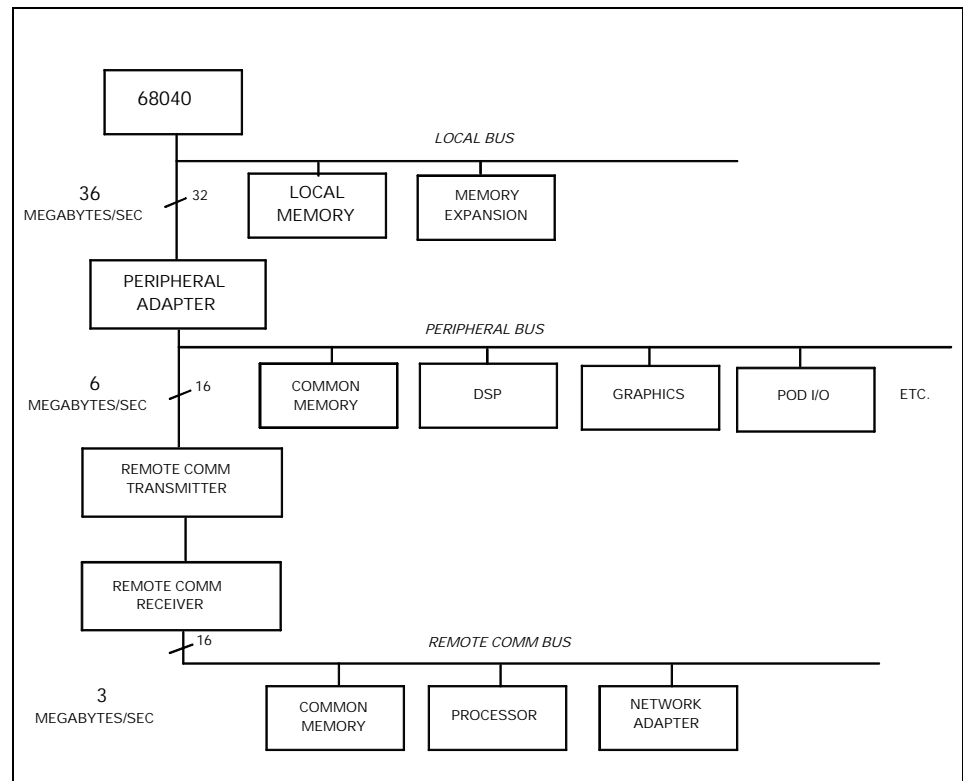 68040
LOCAL BUS
36
MEGABYTES/SEC
32
LOCAL
MEMORY
MEMORY
EXPANSION
PERIPHERAL
ADAPTER
PERIPHERAL BUS
6
MEGABYTES/SEC
16
COMMON
MEMORY
DSP
GRAPHICS
POD I/O
ETC.
REMOTE COMM
TRANSMITTER
REMOTE COMM
RECEIVER
16
REMOTE COMM BUS
3
MEGABYTES/SEC
COMMON
MEMORY
PROCESSOR
NETWORK
ADAPTER